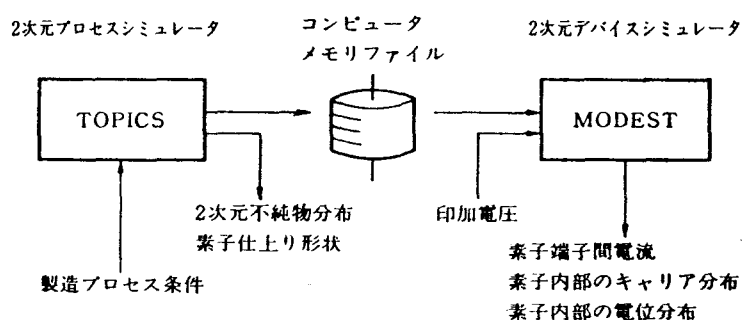 2次元プロセスシミュレータ
コンピュータ
メモリファイル
2次元デバイスシミュレータ
TOPICS
MODEST
2次元不純物分布
素子仕上り形状
印加電圧
製造プロセス条件
素子端子間電流
素子内部のキャリア分布
素子内部の電位分布